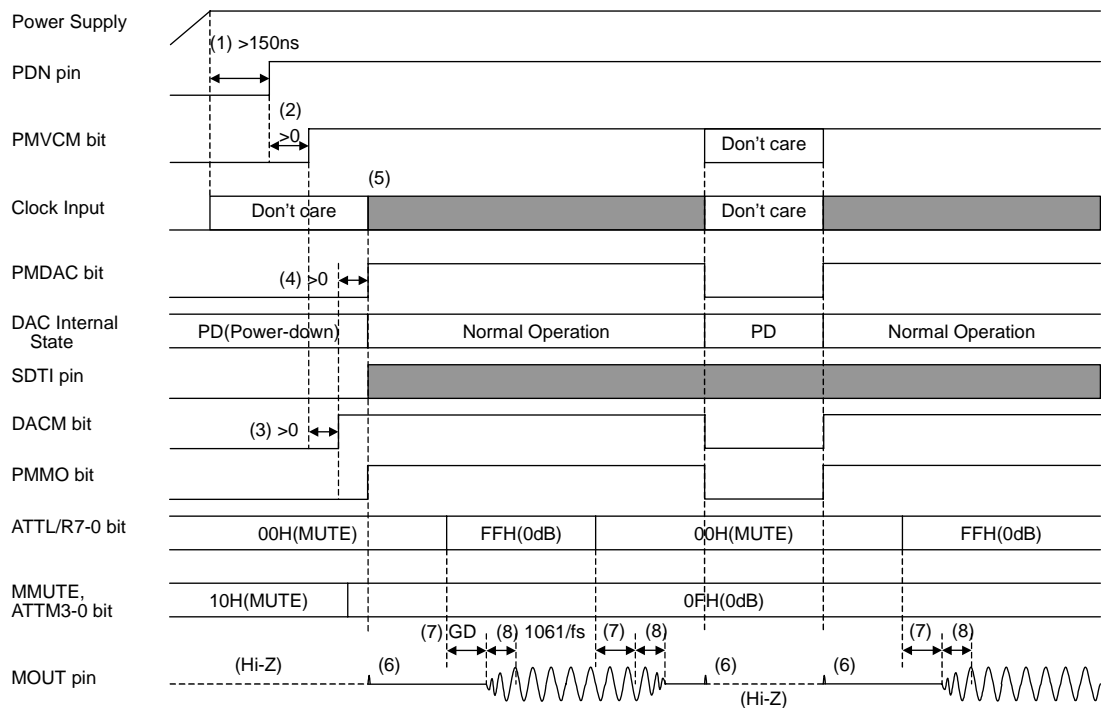 Power Supply
(1) >150ns
PDN pin
(2)
>0
PMVCM bit
Don't care
(5)
Clock Input
Don't care
Don't care
PMDAC bit
(4) >0
DAC Internal
State
PD(Power-down)
Normal Operation
PD
Normal Operation
SDTI pin
DACM bit
(3) >0
PMMO bit
ATTL/R7-0 bit
00H(MUTE)
FFH(0dB)
00H(MUTE)
FFH(0dB)
MMUTE,
ATTM3-0 bit
10H(MUTE)
0FH(0dB)
(7) GD
(8)
1061/fs
(7)
(8)
(7)
(8)
MOUT pin
(Hi-Z)
(6)
(6)
(Hi-Z)
(6)